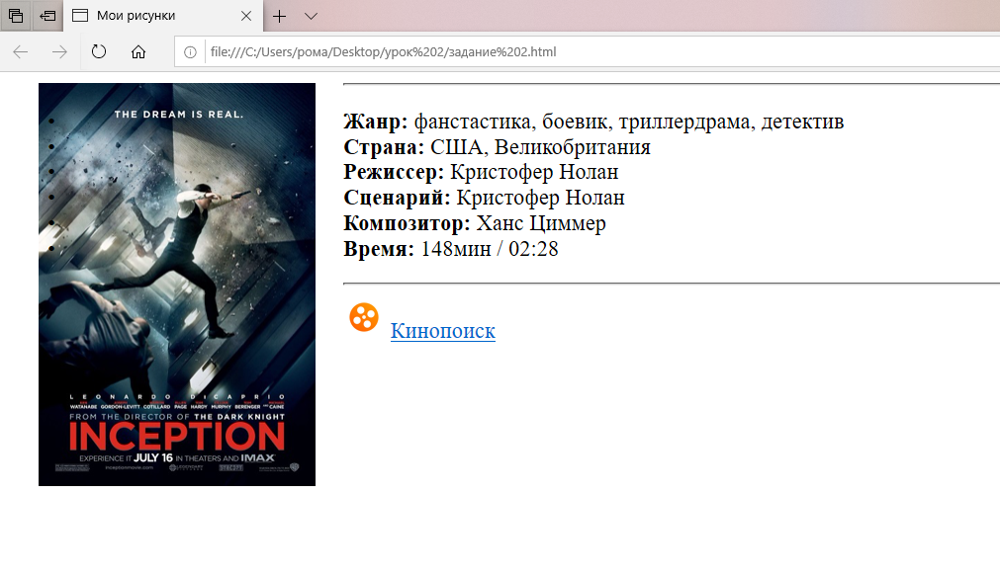 Мои рисунки
file:///C:/Users/рома/Desktop/урок%202/задание%202.html
THE DREAM IS REAL.
LEONARDO DICAPRIO
WATANABE GORDON-LEVITT COTILLARD PAGE HARDY MURPHY BERENGER AND CAINE
FROM THE DIRECTOR OF THE DARK KNIGHT
INCEPTION
EXPERIENCE IT JULY 16 IN THEATERS AND IMAX
Жанр: фанстастика, боевик, триллердрама, детектив
Страна: США, Великобритания
Режиссер: Кристофер Нолан
Сценарий: Кристофер Нолан
Композитор: Ханс Циммер
Время: 148мин / 02:28
Кинопоиск